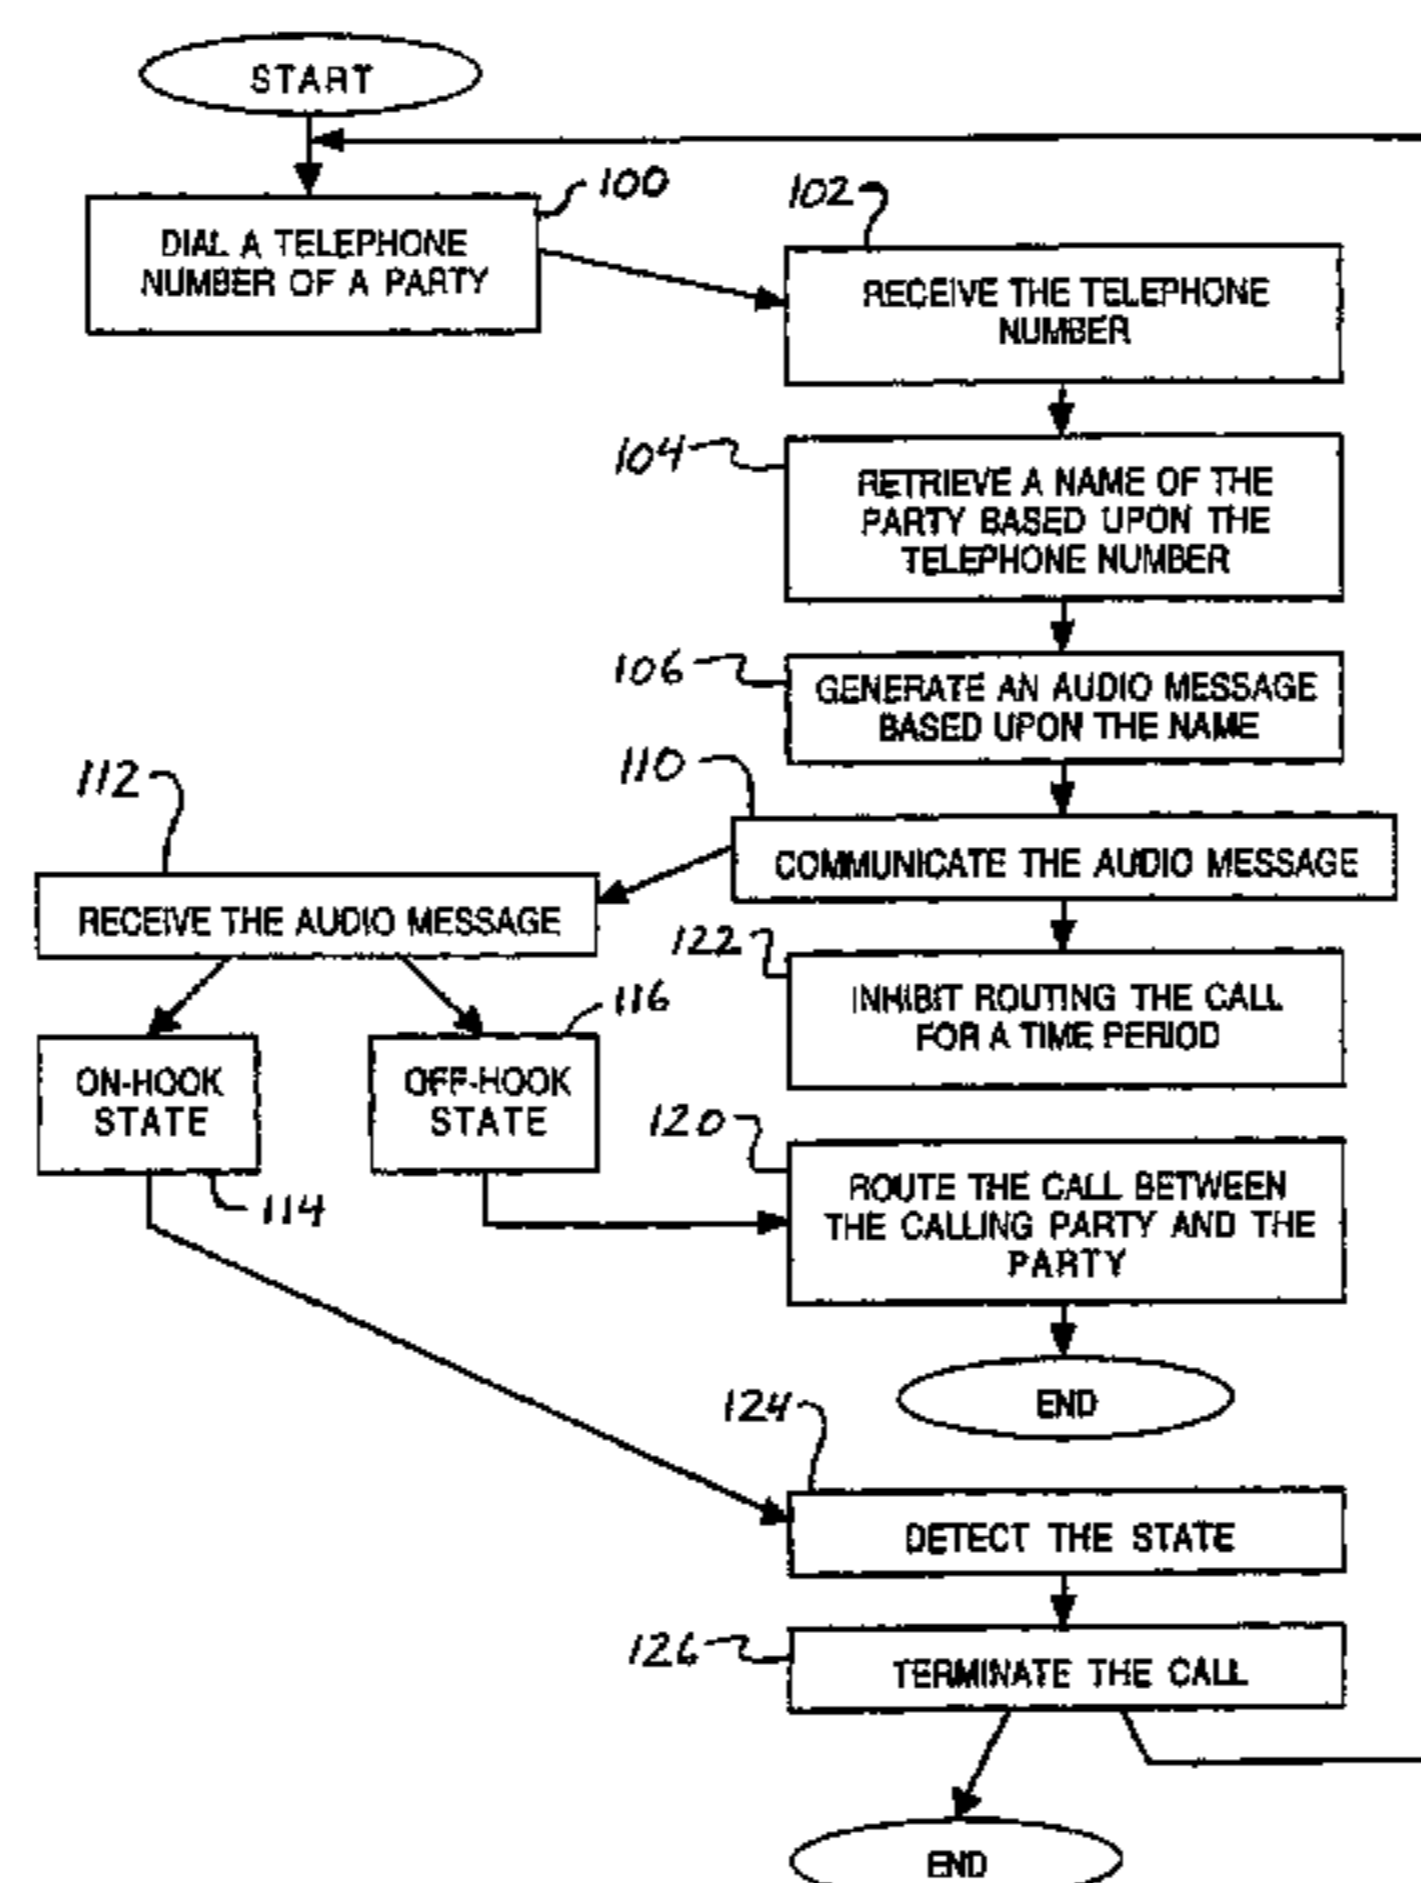 START
100
DIAL A TELEPHONE
NUMBER OF A PARTY
102
RECEIVE THE TELEPHONE
NUMBER
104
RETRIEVE A NAME OF THE
PARTY BASED UPON THE
TELEPHONE NUMBER
106
GENERATE AN AUDIO MESSAGE
BASED UPON THE NAME
110
COMMUNICATE THE AUDIO MESSAGE
112
RECEIVE THE AUDIO MESSAGE
122
INHIBIT ROUTING THE CALL
FOR A TIME PERIOD
ON-HOOK
STATE
114
116
OFF-HOOK
STATE
120
ROUTE THE CALL BETWEEN
THE CALLING PARTY AND THE
PARTY
END
124
DETECT THE STATE
126
TERMINATE THE CALL
END